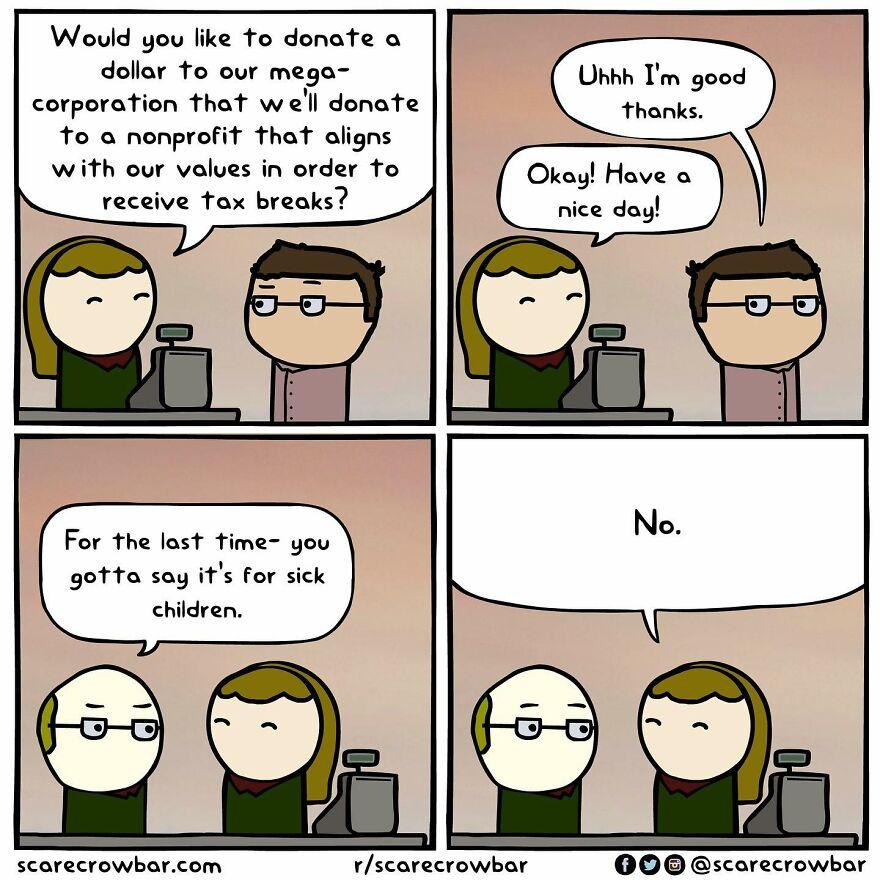 Would you like to donate a
dollar to our mega-
corporation that we'll donate
to a nonprofit that aligns
with our values in order to
receive tax breaks?
Uhhh I'm good
thanks.
Okay! Have a
nice day!
For the last time- you
gotta say it's for sick
children.
No.
scarecrowbar.com
r/scarecrowbar
@scarecrowbar